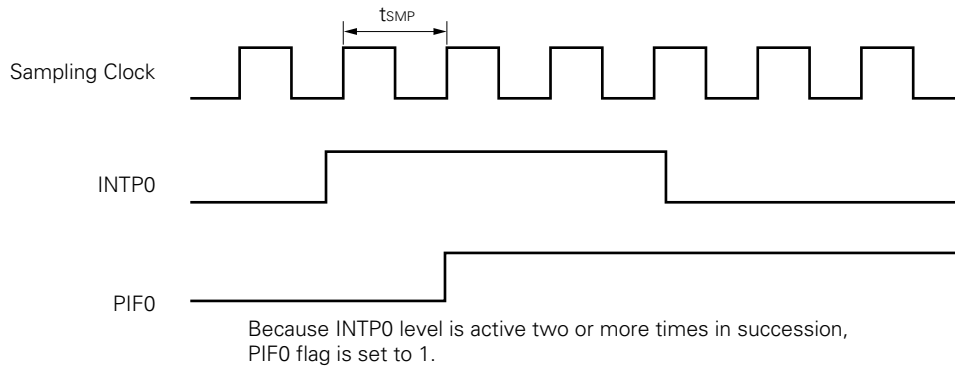 tSMP
Sampling Clock
INTP0
PIF0
Because INTP0 level is active two or more times in succession,
PIF0 flag is set to 1.